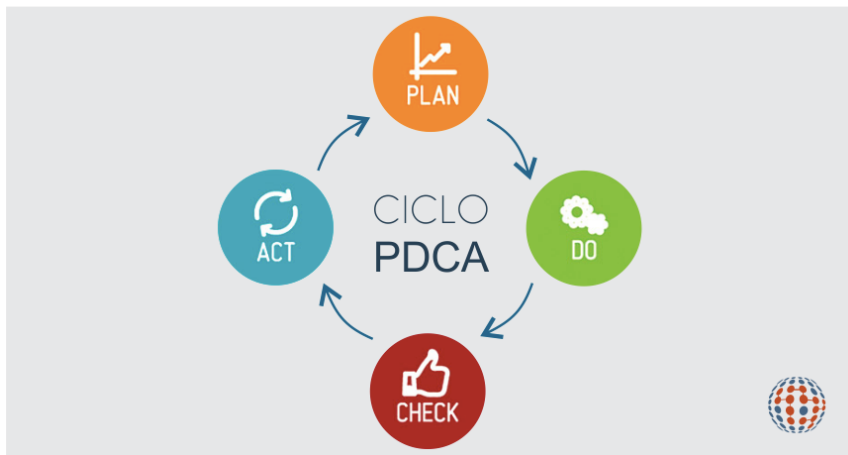 PLAN
DO
CHECK
ACT
CICLO
PDCA